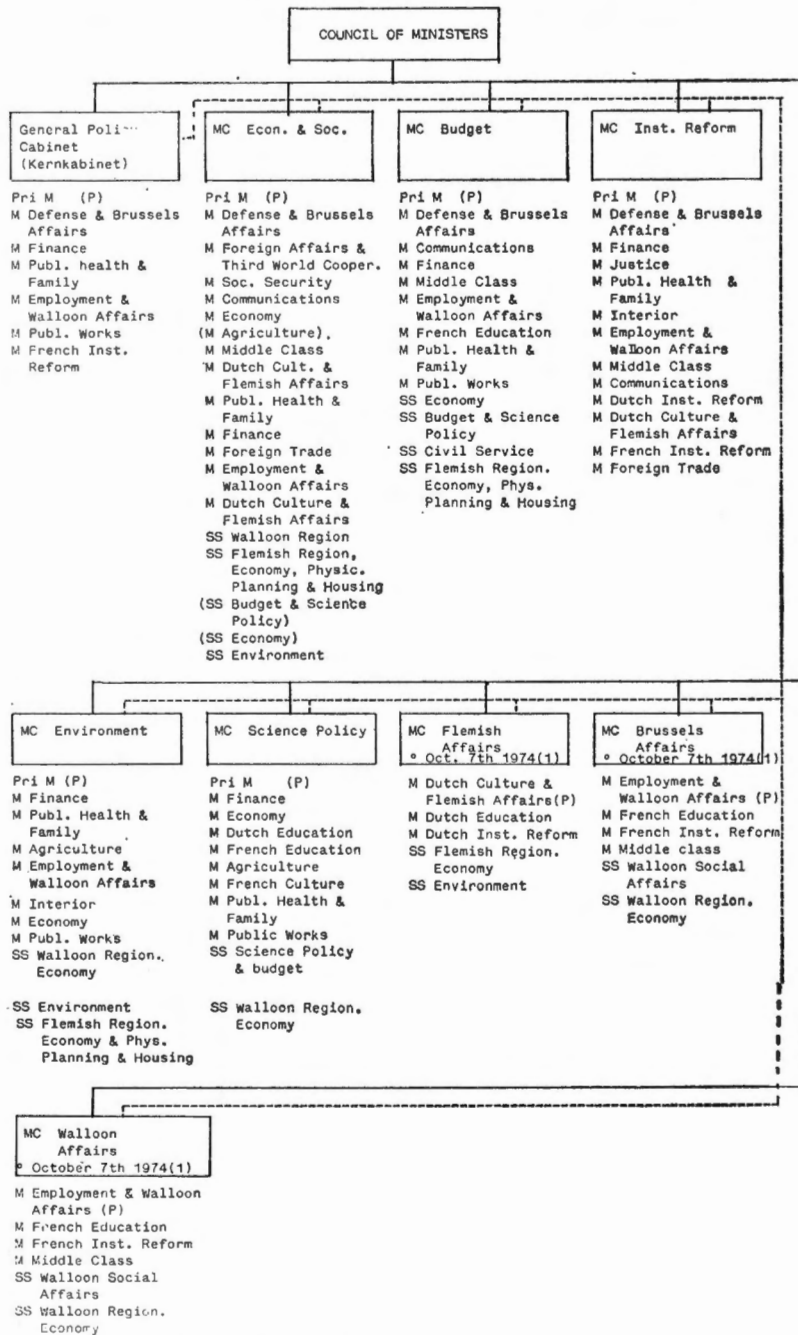 COUNCIL OF MINISTERS
General Poli
Cabinet
(Kernkabinet)
Pri M (P)
M Defense & Brussels
Affairs
M Finance
M Publ. health &
Family
M Employment &
Walloon Affairs
M Publ. Works
M French Inst.
Reform
MC Econ. & Soc.
Pri M (P)
M Defense & Brussels
Affairs
M Foreign Affairs &
Third World Cooper.
M Soc. Security
M Communications
M Economy
(M Agriculture),
M Middle Class
M Dutch Cult. &
Flemish Affairs
M Publ. Health &
Family
M Finance
M Foreign Trade
M Employment &
Walloon Affairs
M Dutch Culture &
Flemish Affairs
SS Walloon Region
SS Flemish Region,
Economy, Physic.
Planning & Housing
(SS Budget & Science
Policy)
(SS Economy)
SS Environment
MC Budget
Pri M (P)
M Defense & Brussels
Affairs
M Communications
M Finance
M Middle Class
M Employment &
Walloon Affairs
M French Education
M Publ. Health &
Family
M Publ. Works
SS Economy
SS Budget & Science
Policy
SS Civil Service
SS Flemish Region.
Economy, Phys.
Planning & Housing
MC Inst. Reform
Pri M (P)
M Defense & Brussels
Affairs
M Finance
M Justice
M Publ. Health &
Family
M Interior
M Employment &
Walloon Affairs
M Middle Class
M Communications
M Dutch Inst. Reform
M Dutch Culture &
Flemish Affairs
M French Inst. Reform
M Foreign Trade
MC Environment
Pri M (P)
M Finance
M Publ. Health &
Family
M Agriculture
M Employment &
Walloon Affairs
M Interior
M Economy
M Publ. Works
SS Walloon Region.
Economy
SS Environment
SS Flemish Region.
Economy & Phys.
Planning & Housing
MC Science Policy
Pri M (P)
M Finance
M Economy
M Dutch Education
M French Education
M Agriculture
M French Culture
M Publ. Health &
Family
M Public Works
SS Science Policy
& budget
SS Walloon Region.
Economy
MC Flemish
Affairs
° Oct. 7th 1974(1)
M Dutch Culture &
Flemish Affairs(P)
M Dutch Education
M Dutch Inst. Reform
SS Flemish Region.
Economy
SS Environment
MC Brussels
Affairs
° October 7th 1974(1)
M Employment &
Walloon Affairs (P)
M French Education
M French Inst. Reform
M Middle class
SS Walloon Social
Affairs
SS Walloon Region.
Economy
MC Walloon
Affairs
° October 7th 1974(1)
M Employment & Walloon
Affairs (P)
M French Education
M French Inst. Reform
M Middle Class
SS Walloon Social
Affairs
SS Walloon Region.
Economy